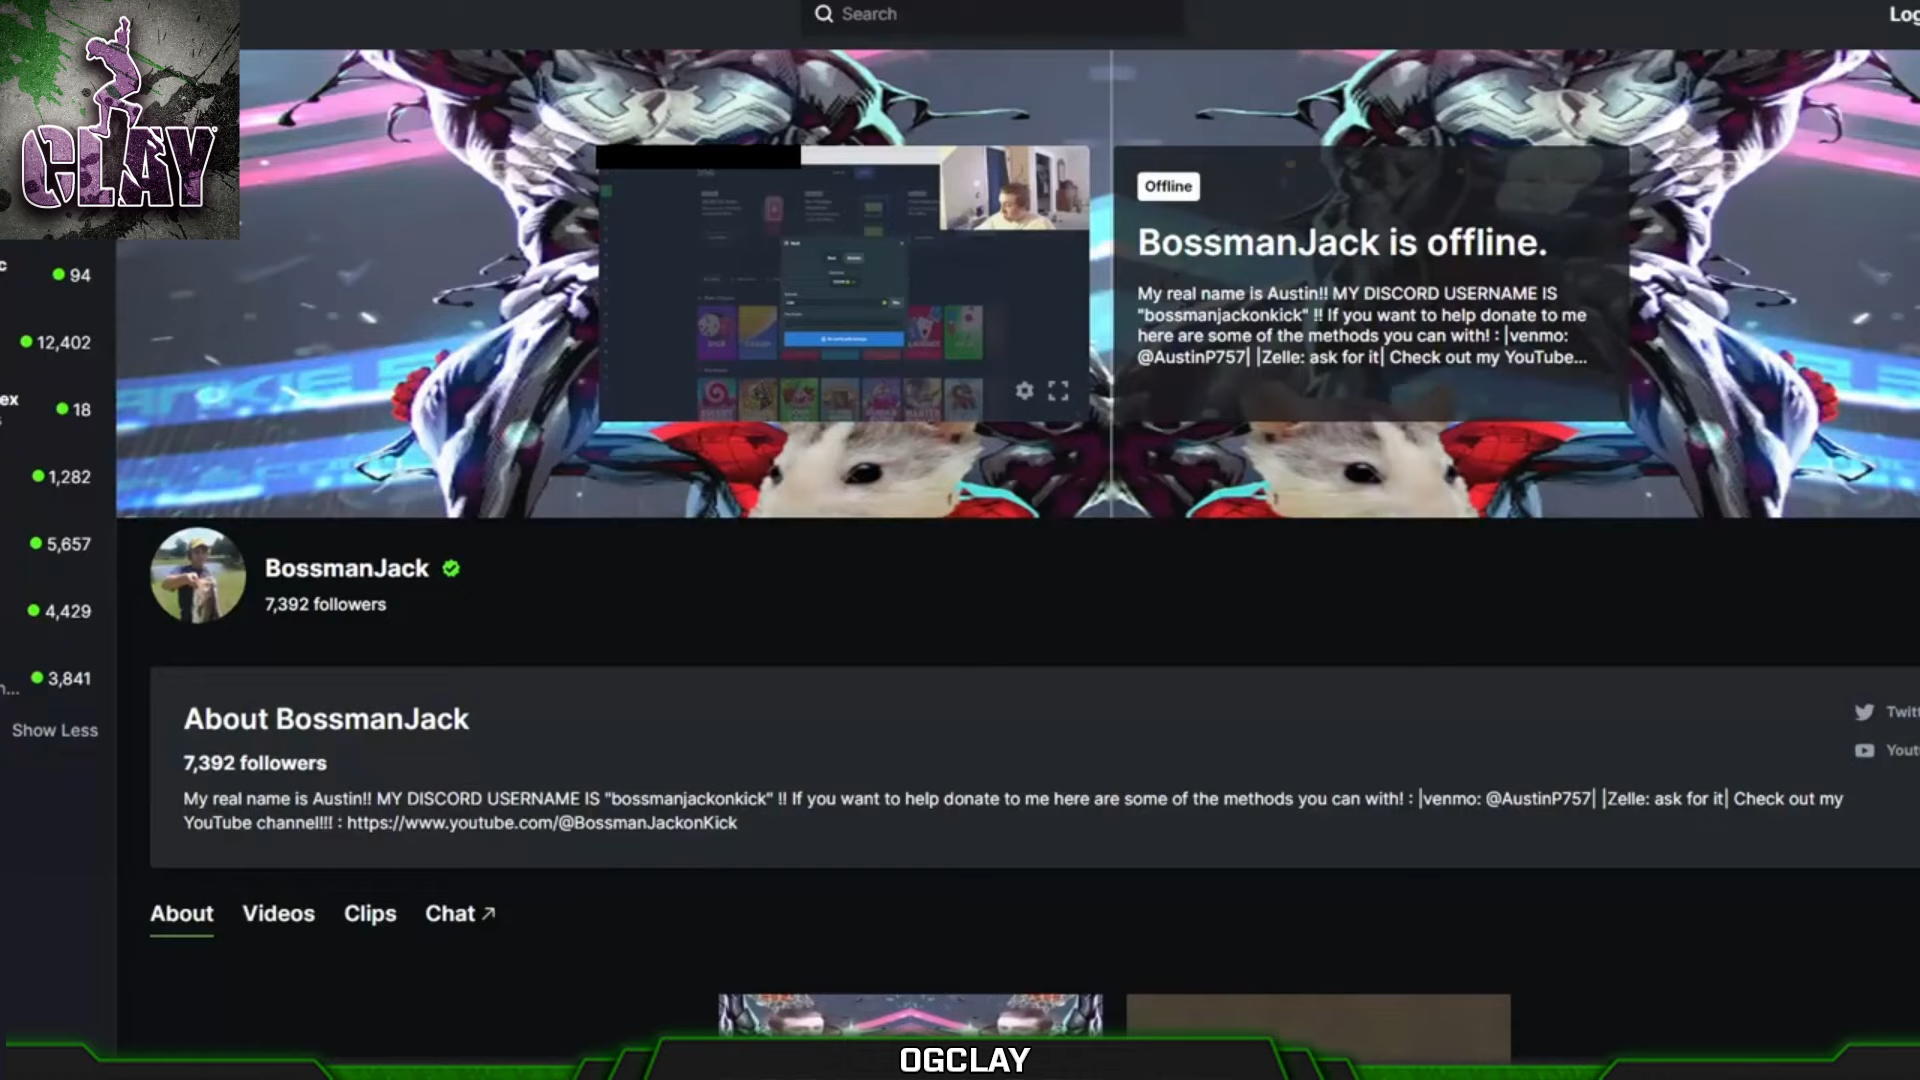 Search
Log
CLAY
Offline
BossmanJack is offline.
My real name is Austin!! MY DISCORD USERNAME IS
"bossmanjackonkick" !! If you want to help donate to me
here are some of the methods you can with! : |venmo:
@AustinP757| |Zelle: ask for it| Check out my YouTube...
c
94
12,402
ex
18
1,282
5,657
4,429
3,841
Show Less
BossmanJack
7,392 followers
About BossmanJack
7,392 followers
My real name is Austin!! MY DISCORD USERNAME IS "bossmanjackonkick" !! If you want to help donate to me here are some of the methods you can with! : |venmo: @AustinP757| |Zelle: ask for it| Check out my
YouTube channel!!! : https://www.youtube.com/@BossmanJackonKick
Twitt
Yout
About Videos Clips Chat
OGCLAY